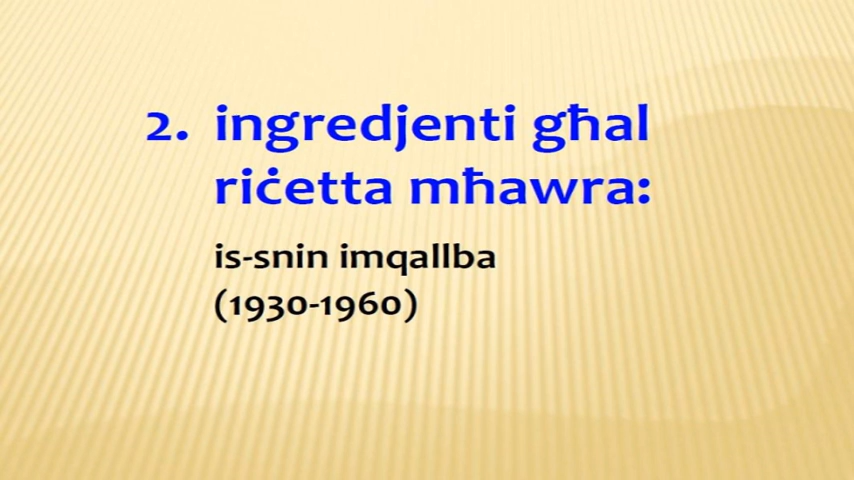 2. ingredjenti għal
riċetta mħawra:
is-snin imqallba
(1930-1960)